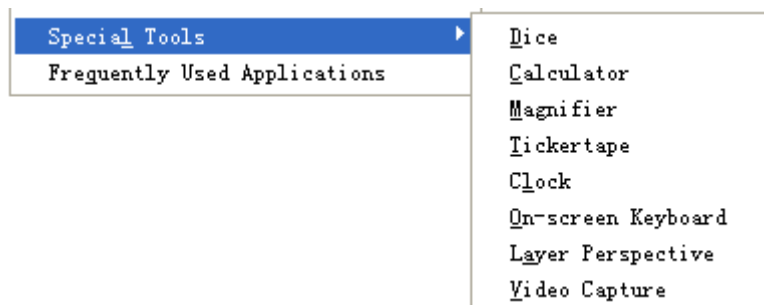 Special Tools
Frequently Used Applications
Dice
Calculator
Magnifier
Tickertape
Clock
On-screen Keyboard
Layer Perspective
Video Capture